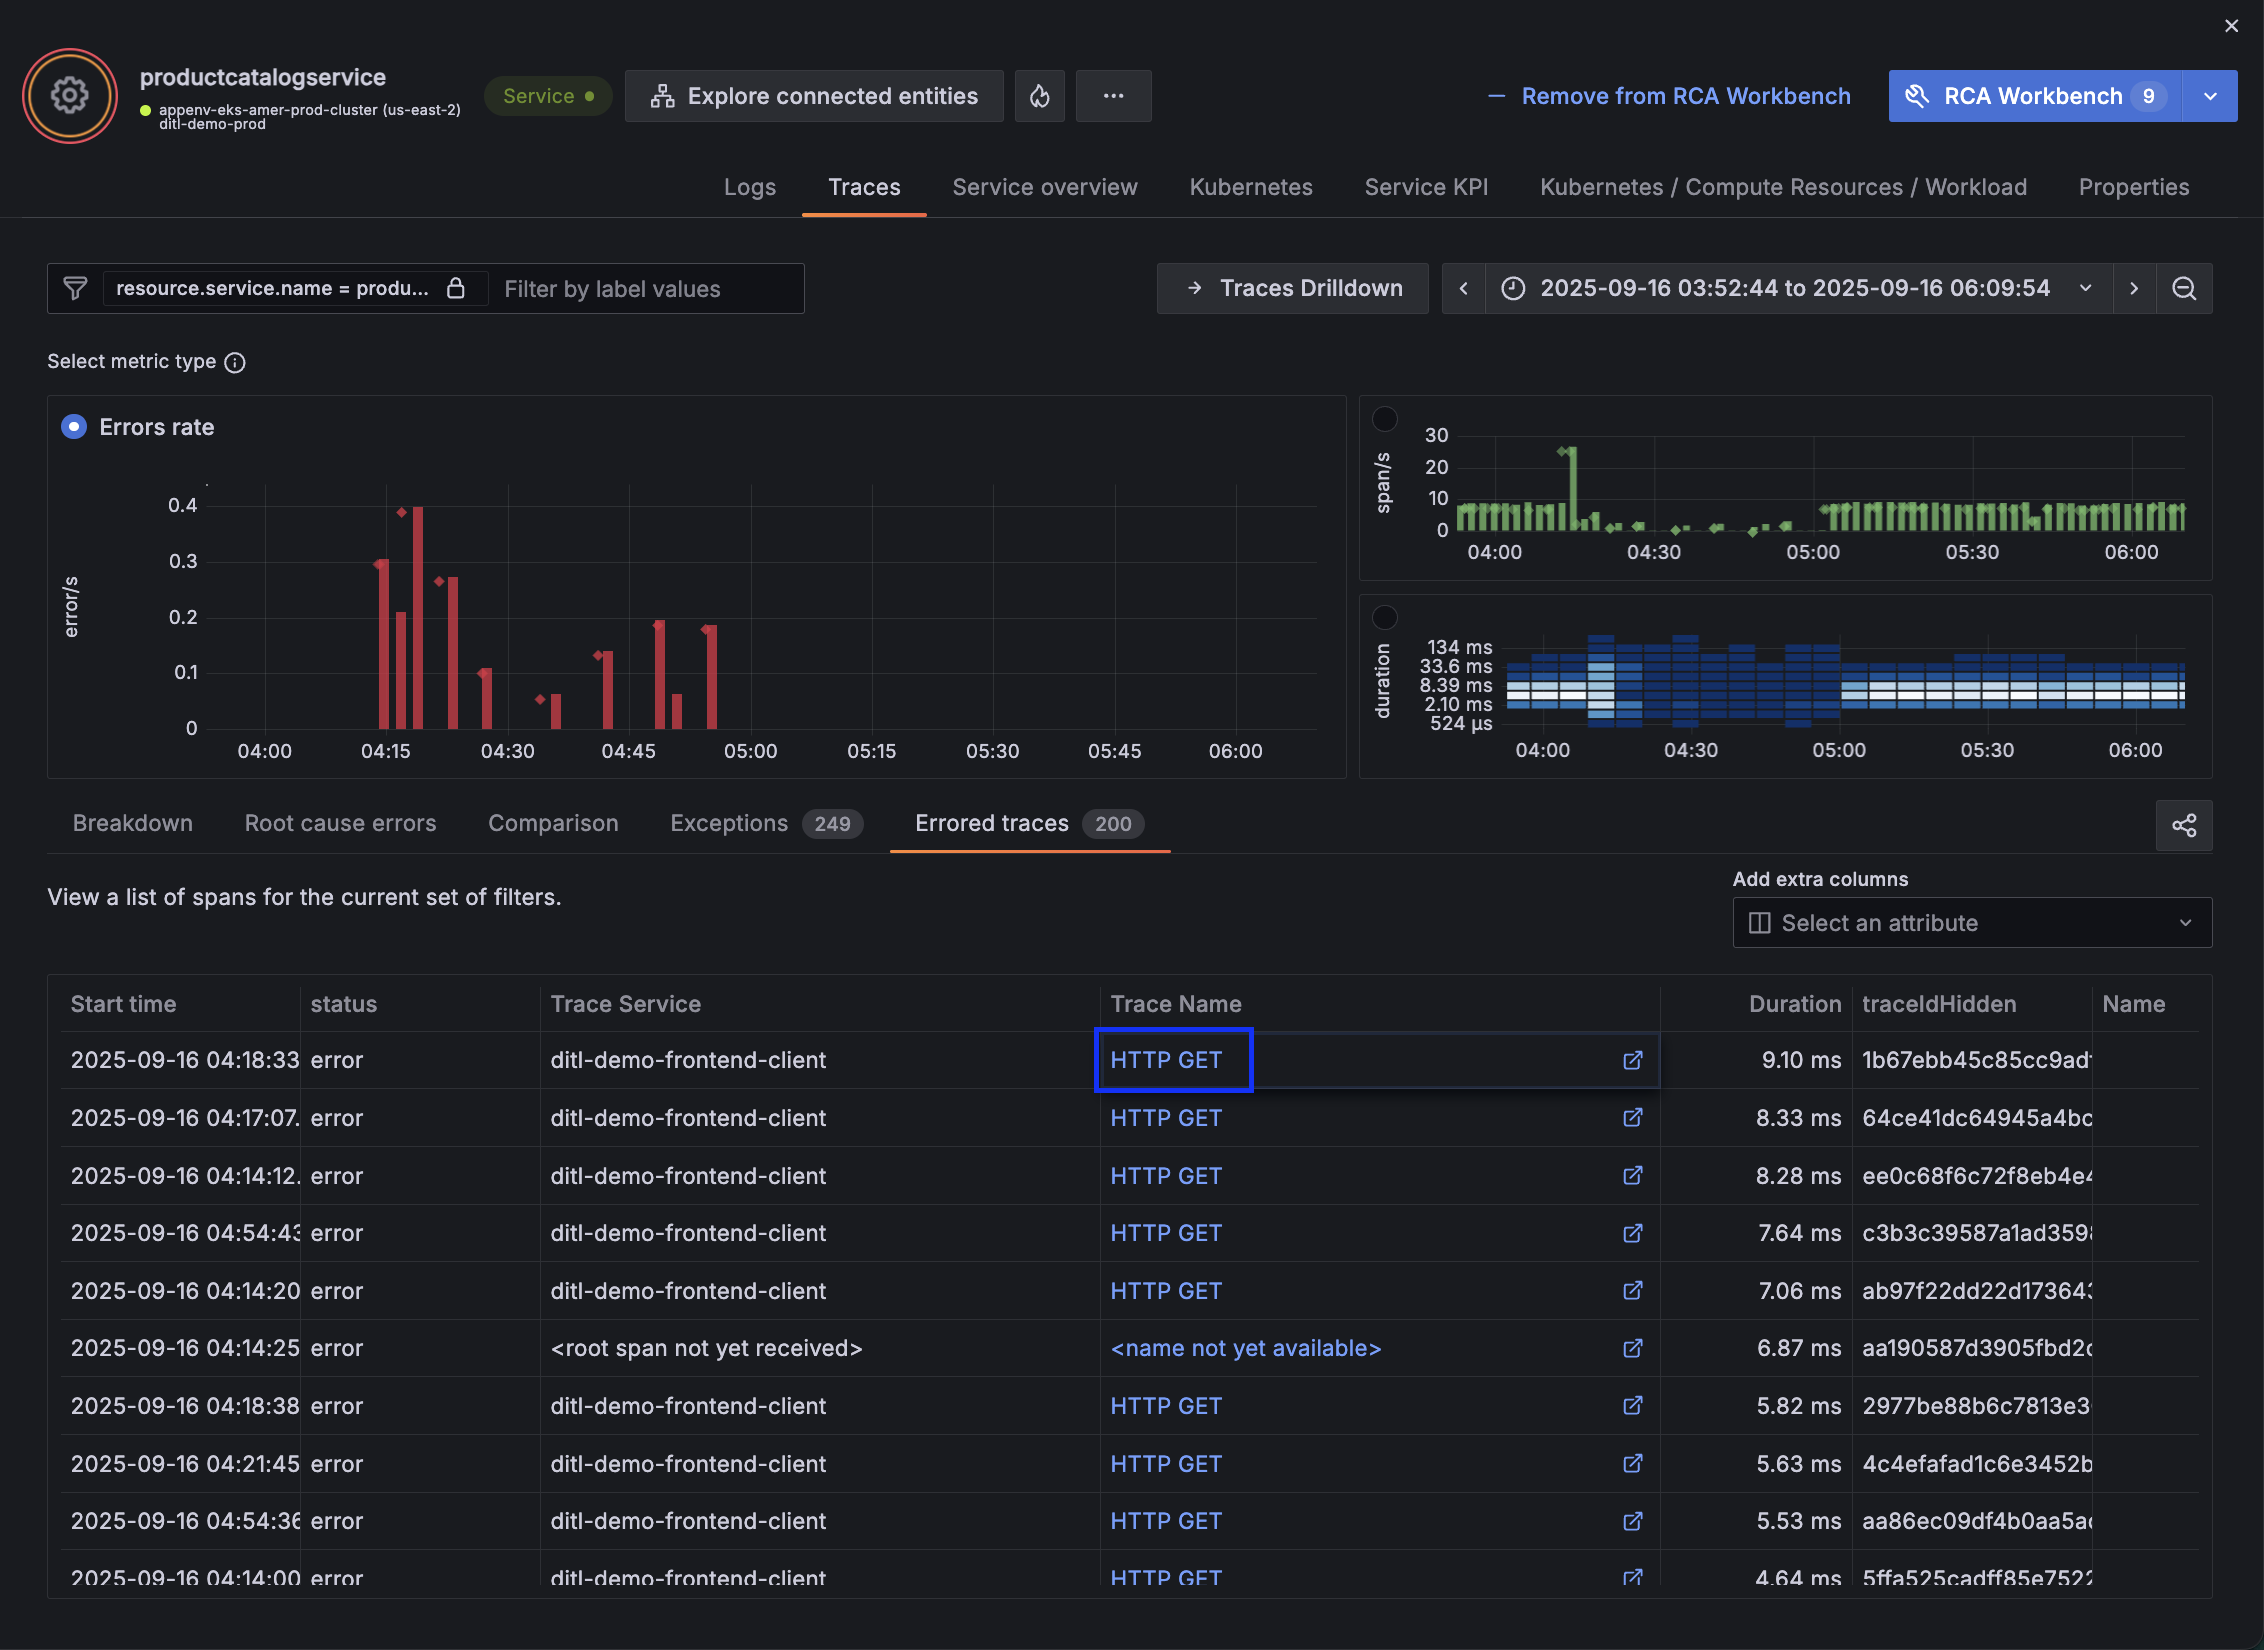 productcatalogservice
appenv-eks-amer-prod-cluster (us-east-2)
ditl-demo-prod
Service
Explore connected entities
Remove from RCA Workbench
RCA Workbench 9
Logs Traces Service overview Kubernetes Service KPI Kubernetes / Compute Resources / Workload Properties
resource.service.name = produ... Filter by label values
Traces Drilldown
2025-09-16 03:52:44 to 2025-09-16 06:09:54
Select metric type
Errors rate
error/s
0.4
0.3
0.2
0.1
0
04:00 04:15 04:30 04:45 05:00 05:15 05:30 05:45 06:00
span/s
30
20
10
0
04:00 04:30 05:00 05:30 06:00
duration
134 ms
33.6 ms
8.39 ms
2.10 ms
524 µs
04:00 04:30 05:00 05:30 06:00
Breakdown Root cause errors Comparison Exceptions 249 Errored traces 200
View a list of spans for the current set of filters.
Add extra columns
Select an attribute
Start time status Trace Service Trace Name Duration traceIdHidden Name
2025-09-16 04:18:33 error ditl-demo-frontend-client HTTP GET 9.10 ms 1b67ebb45c85cc9ad
2025-09-16 04:17:07. error ditl-demo-frontend-client HTTP GET 8.33 ms 64ce41dc64945a4bc
2025-09-16 04:14:12. error ditl-demo-frontend-client HTTP GET 8.28 ms ee0c68f6c72f8eb4e4
2025-09-16 04:54:43 error ditl-demo-frontend-client HTTP GET 7.64 ms c3b3c39587a1ad3598
2025-09-16 04:14:20 error ditl-demo-frontend-client HTTP GET 7.06 ms ab97f22dd22d173643
2025-09-16 04:14:25 error <root span not yet received> <name not yet available> 6.87 ms aa190587d3905fbd2c
2025-09-16 04:18:38 error ditl-demo-frontend-client HTTP GET 5.82 ms 2977be88b6c7813e3
2025-09-16 04:21:45 error ditl-demo-frontend-client HTTP GET 5.63 ms 4c4efafad1c6e3452b
2025-09-16 04:54:36 error ditl-demo-frontend-client HTTP GET 5.53 ms aa86ec09df4b0aa5a
2025-09-16 04:14:00 error ditl-demo-frontend-client HTTP GET 4.64 ms 5ffa525cadff85e7522